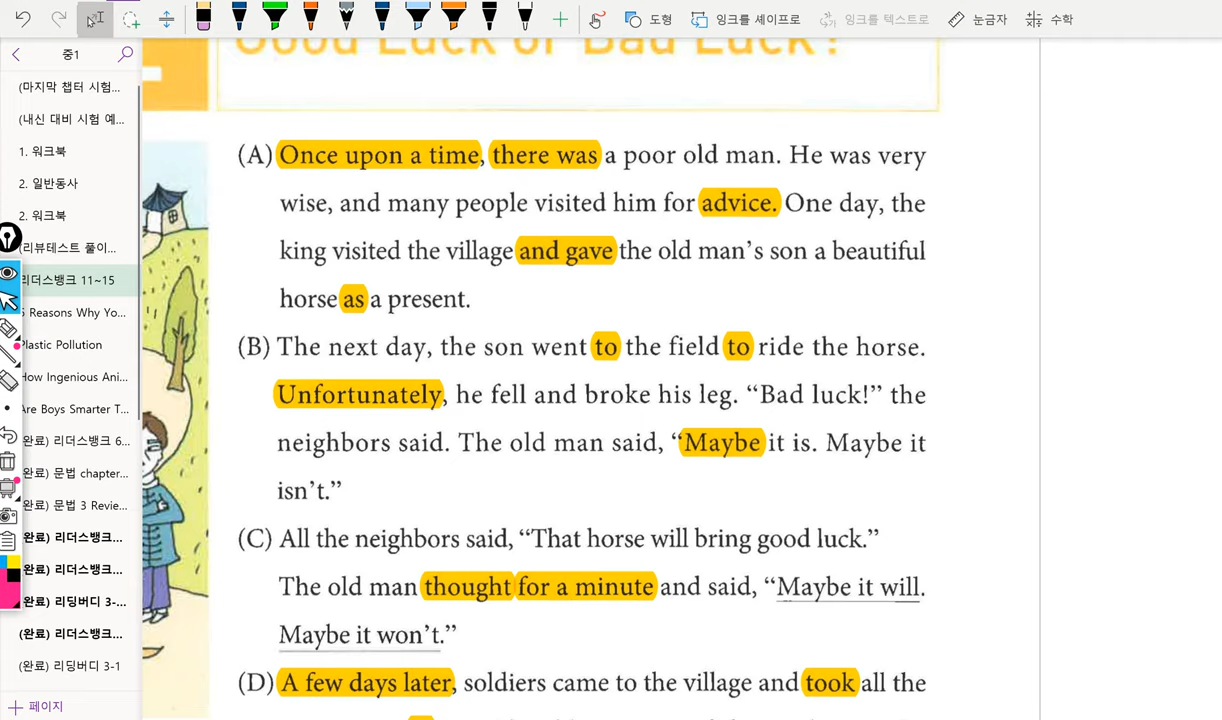 도형
잉크를 셰이프로
잉크를 텍스트로
눈금자
수학
중1
(마지막 챕터 시험...
(내신 대비 시험 예...
1. 워크북
2. 일반동사
2. 워크북
(리뷰테스트 풀이...
리더스뱅크 11~15
Reasons Why Yo...
Plastic Pollution
How Ingenious Ani...
Are Boys Smarter T...
완료) 리더스뱅크 6...
완료) 문법 chapter...
완료) 문법 3 Revie...
완료) 리더스뱅크...
완료) 리더스뱅크...
완료) 리딩버디 3-...
(완료) 리더스뱅크...
(완료) 리딩버디 3-1
페이지
Good Luck or Bad Luck?
(A) Once upon a time, there was a poor old man. He was very
wise, and many people visited him for advice. One day, the
king visited the village and gave the old man's son a beautiful
horse as a present.
(B) The next day, the son went to the field to ride the horse.
Unfortunately, he fell and broke his leg. “Bad luck!” the
neighbors said. The old man said, “Maybe it is. Maybe it
isn't.”
(C) All the neighbors said, “That horse will bring good luck.”
The old man thought for a minute and said, “Maybe it will.
Maybe it won't.”
(D) A few days later, soldiers came to the village and took all the